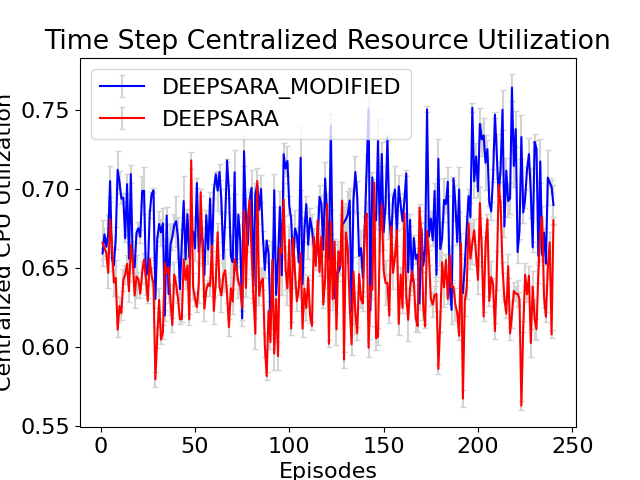 Time Step Centralized Resource Utilization
DEEPSARA_MODIFIED
DEEPSARA
Centralized CPU Utilization
0.75
0.70
0.65
0.60
0.55
0
50
100
150
200
250
Episodes